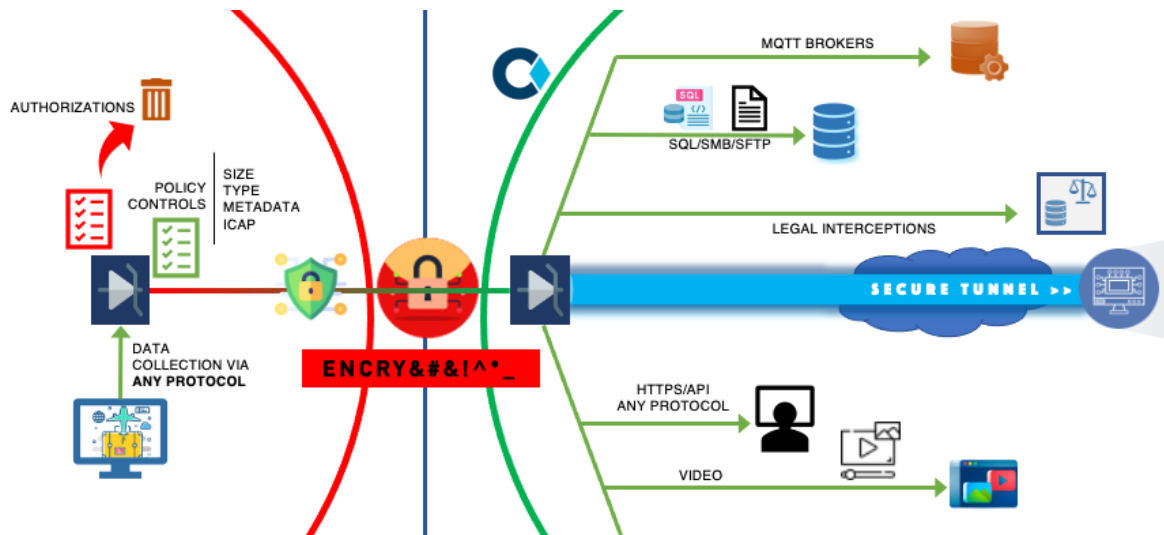 AUTHORIZATIONS
POLICY
CONTROLS
SIZE
TYPE
METADATA
ICAP
DATA
COLLECTION VIA
ANY PROTOCOL
ENCRY&#&!^*_
MQTT BROKERS
SQL
SQL/SMB/SFTP
LEGAL INTERCEPTIONS
SECURE TUNNEL >>
HTTPS/API
ANY PROTOCOL
VIDEO